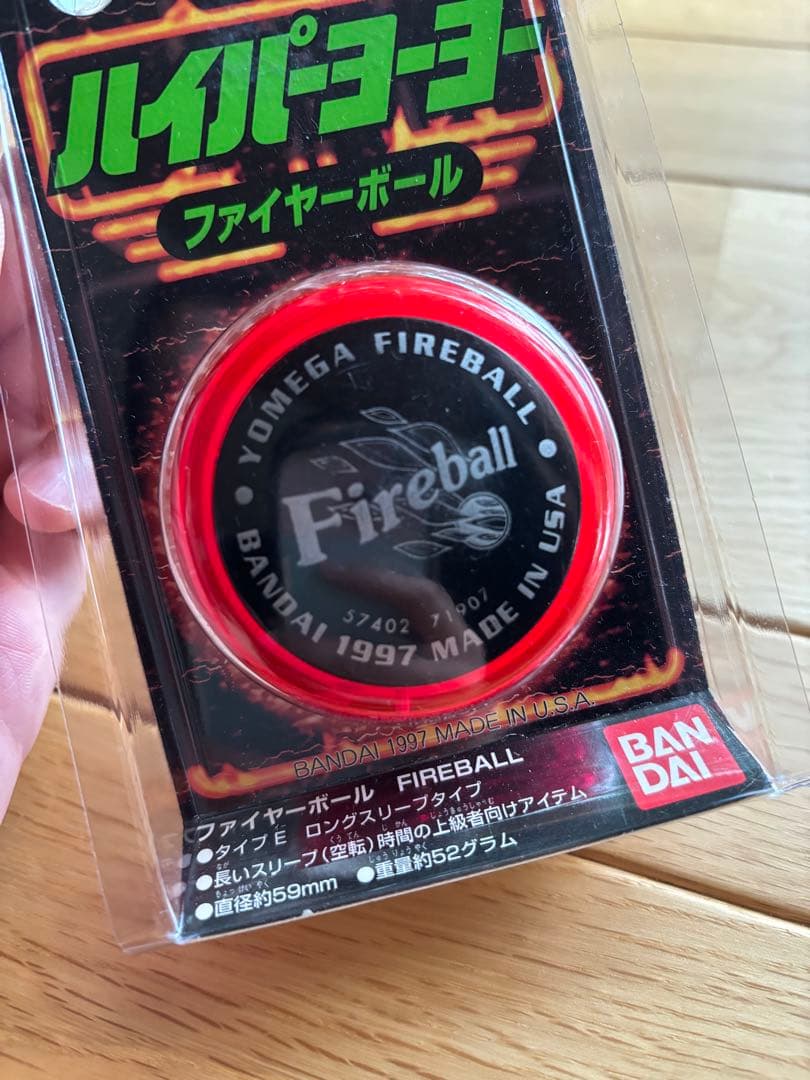 ハイパーヨーヨー
ファイヤーボール
YOMEGA FIREBALL
Fireball
57402 71907
BANDAI 1997 MADE IN USA
BANDAI 1997 MADE IN U.S.A.
BAN
DAI
ファイヤーボール FIREBALL
●タイプE ロングスリープタイプ
●長いスリープ(空転)時間の上級者向けアイテム
●直径約59mm ●重量約52グラム